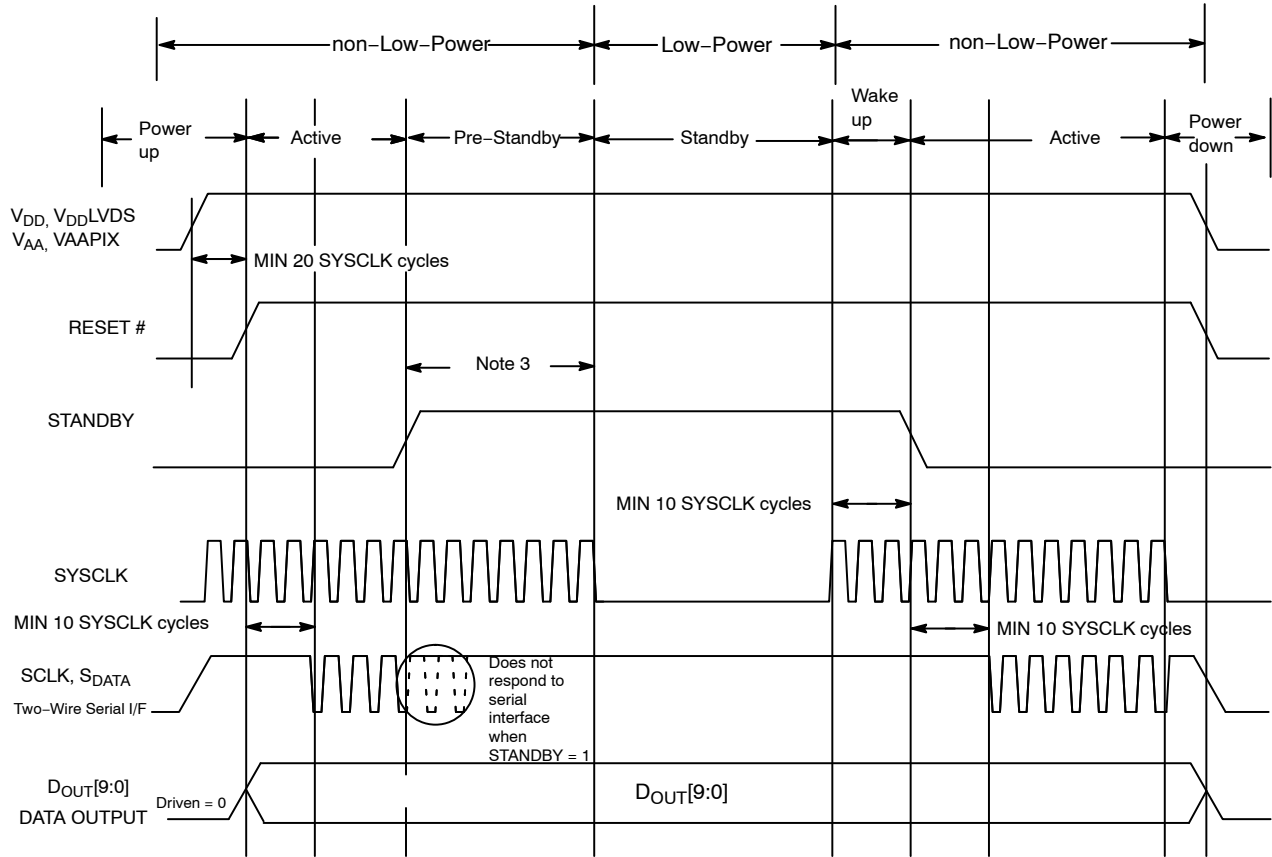 non−Low−Power
Low−Power
non−Low−Power
Power
up
Active
Pre−Standby
Standby
Wake
up
Active
Power
down
VDD, VDDLVDS
VAA, VAAPIX
MIN 20 SYSCLK cycles
RESET #
Note 3
STANDBY
MIN 10 SYSCLK cycles
SYSCLK
MIN 10 SYSCLK cycles
MIN 10 SYSCLK cycles
SCLK, SDATA
Two−Wire Serial I/F
Does not
respond to
serial
interface
when
STANDBY = 1
DOUT[9:0]
DATA OUTPUT
Driven = 0
DOUT[9:0]